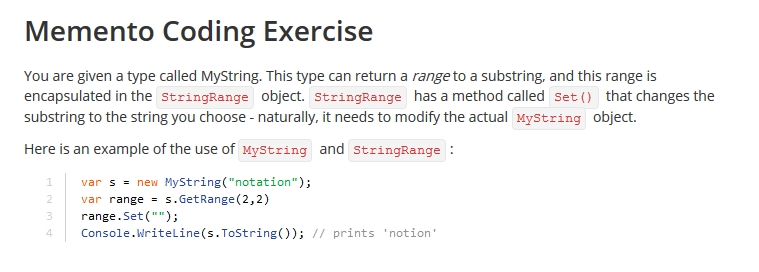 Memento Coding Exercise
You are given a type called MyString. This type can return a range to a substring, and this range is
encapsulated in the StringRange object. StringRange has a method called Set() that changes the
substring to the string you choose - naturally, it needs to modify the actual MyString object.
Here is an example of the use of MyString and StringRange :
1 var s = new MyString("notation");
2 var range = s.GetRange(2,2)
3 range.Set("");
4 Console.WriteLine(s.ToString()); // prints 'notion'